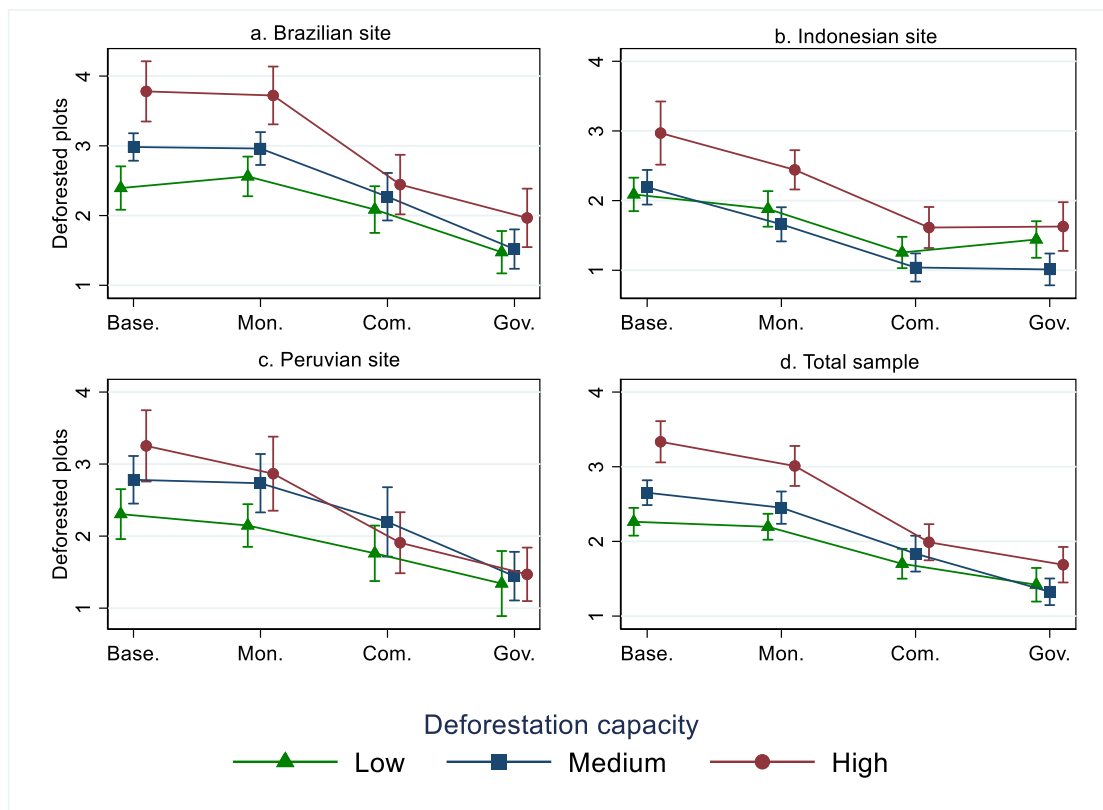 a. Brazilian site
Deforested plots
4
3
2
1
Base. Mon. Com. Gov.
b. Indonesian site
4
3
2
1
Base. Mon. Com. Gov.
c. Peruvian site
Deforested plots
4
3
2
1
Base. Mon. Com. Gov.
d. Total sample
4
3
2
1
Base. Mon. Com. Gov.
Deforestation capacity
Low Medium High